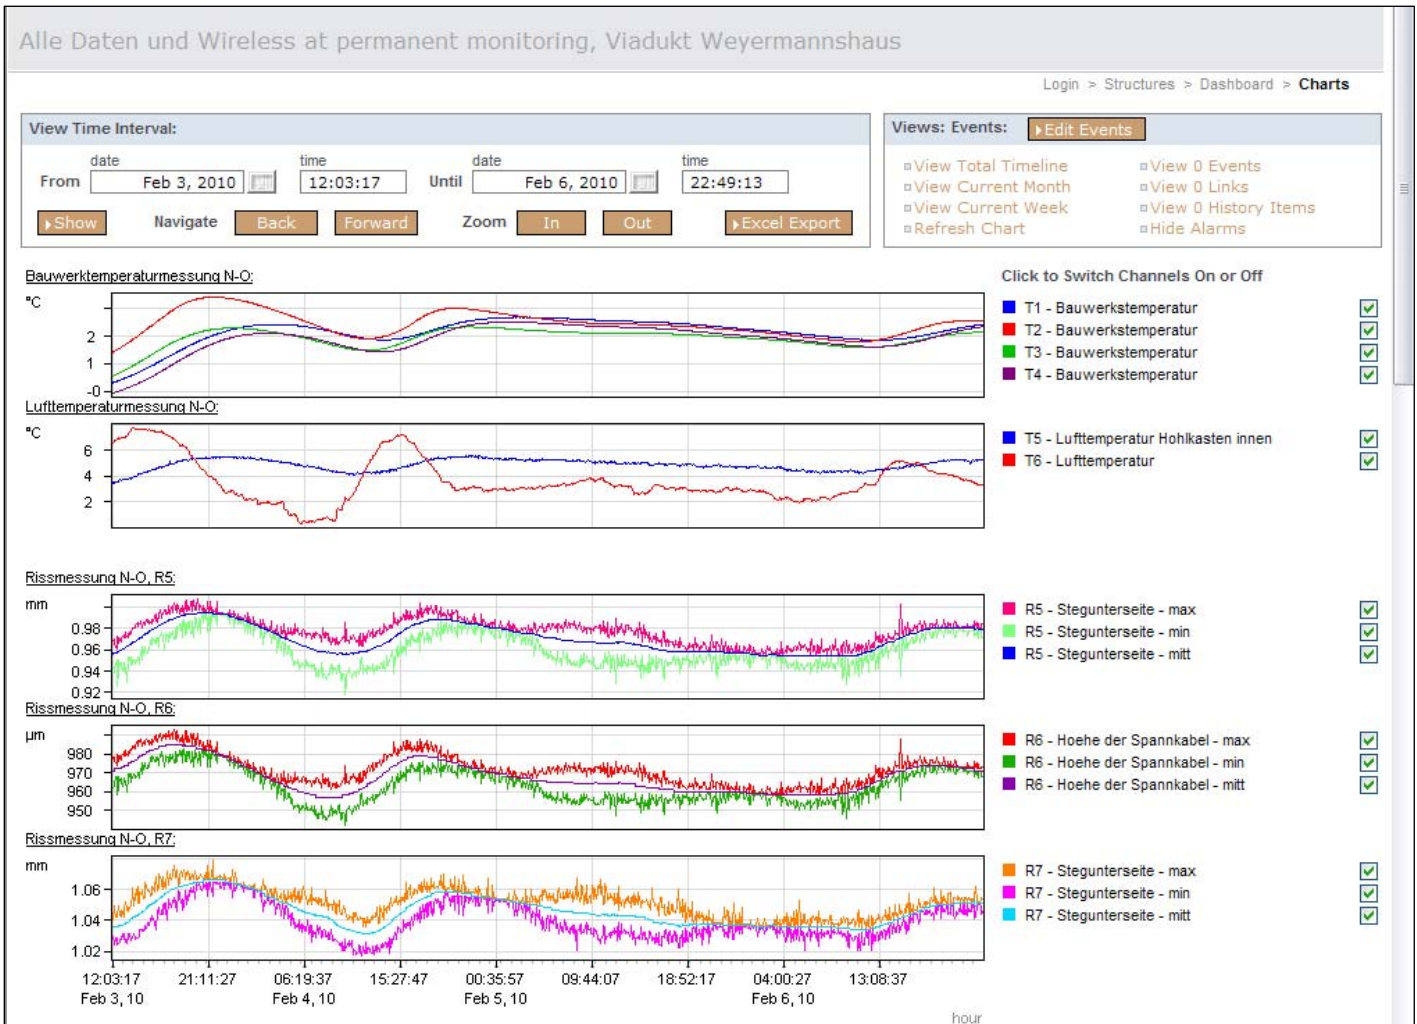 Alle Daten und Wireless at permanent monitoring, Viadukt Weyermannshaus
Login > Structures > Dashboard > Charts
View Time Interval:
date time date time
From Feb 3, 2010 12:03:17 Until Feb 6, 2010 22:49:13
Show Navigate Back Forward Zoom In Out Excel Export
Views: Events: Edit Events
View Total Timeline View 0 Events
View Current Month View 0 Links
View Current Week View 0 History Items
Refresh Chart Hide Alarms
Bauwerktemperaturmessung N-O:
°C
2
1
-0
Click to Switch Channels On or Off
T1 - Bauwerkstemperatur
T2 - Bauwerkstemperatur
T3 - Bauwerkstemperatur
T4 - Bauwerkstemperatur
Lufttemperaturmessung N-O:
°C
6
4
2
T5 - Lufttemperatur Hohlkasten innen
T6 - Lufttemperatur
Rissmessung N-O, R5:
mm
0.98
0.96
0.94
0.92
R5 - Stegunterseite - max
R5 - Stegunterseite - min
R5 - Stegunterseite - mitt
Rissmessung N-O, R6:
µm
980
970
960
950
R6 - Hoehe der Spannkabel - max
R6 - Hoehe der Spannkabel - min
R6 - Hoehe der Spannkabel - mitt
Rissmessung N-O, R7:
mm
1.06
1.04
1.02
R7 - Stegunterseite - max
R7 - Stegunterseite - min
R7 - Stegunterseite - mitt
12:03:17 21:11:27 06:19:37 15:27:47 00:35:57 09:44:07 18:52:17 04:00:27 13:08:37
Feb 3, 10 Feb 4, 10 Feb 5, 10 Feb 6, 10
hour